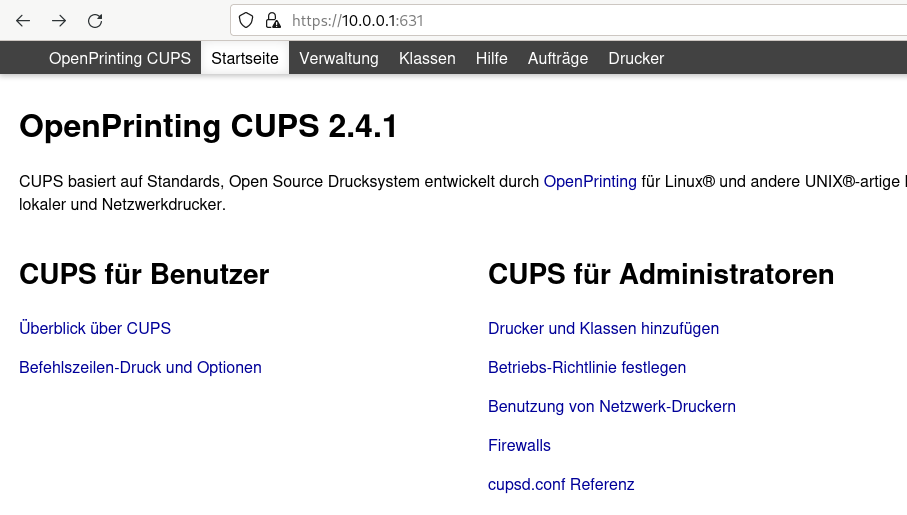 https://10.0.0.1:631
OpenPrinting CUPS Startseite Verwaltung Klassen Hilfe Aufträge Drucker
OpenPrinting CUPS 2.4.1
CUPS basiert auf Standards, Open Source Drucksystem entwickelt durch OpenPrinting für Linux® und andere UNIX®-artige
lokaler und Netzwerkdrucker.
CUPS für Benutzer
Überblick über CUPS
Befehlszeilen-Druck und Optionen
CUPS für Administratoren
Drucker und Klassen hinzufügen
Betriebs-Richtlinie festlegen
Benutzung von Netzwerk-Druckern
Firewalls
cupsd.conf Referenz